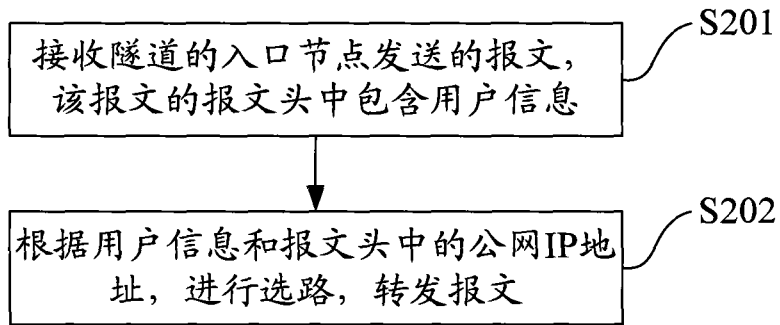 S201
接收隧道的入口节点发送的报文，
该报文的报文头中包含用户信息
S202
根据用户信息和报文头中的公网IP地
址，进行选路，转发报文